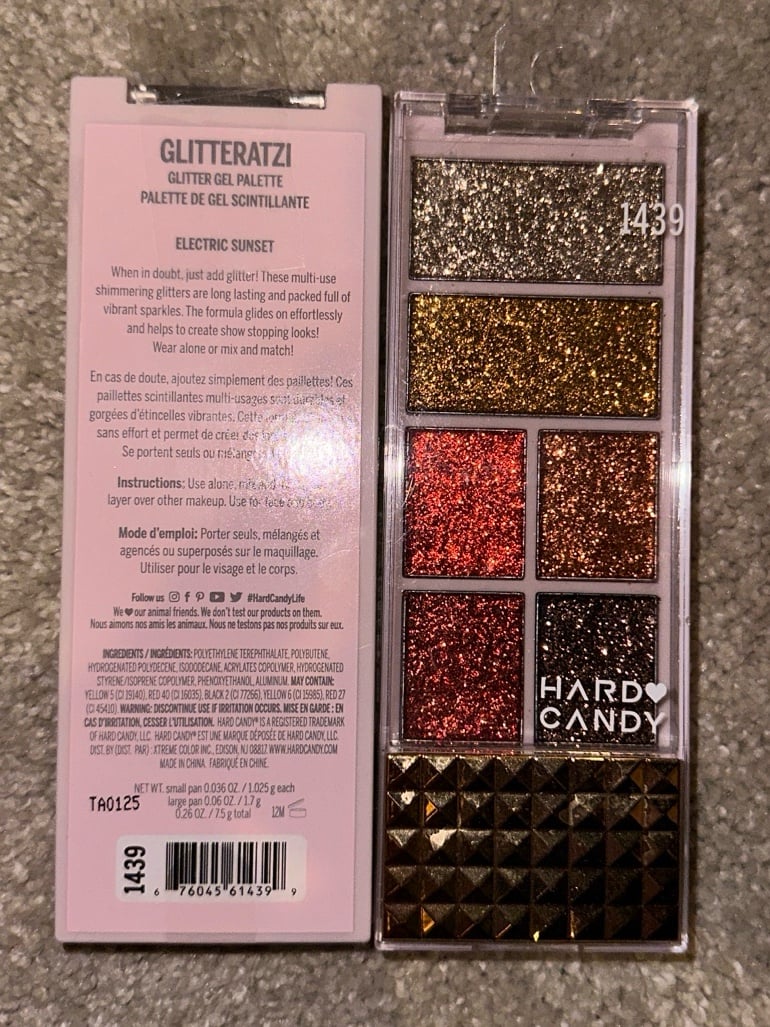 GLITTERATZI
GLITTER GEL PALETTE
PALETTE DE GEL SCINTILLANTE
ELECTRIC SUNSET
When in doubt, just add glitter! These multi-use
shimmering glitters are long lasting and packed full of
vibrant sparkles. The formula glides on effortlessly
and helps to create show stopping looks!
Wear alone or mix and match!
En cas de doute, ajoutez simplement des paillettes! Ces
paillettes scintillantes multi-usages sont durables et
gorgées d'étincelles vibrantes. Cette
sans effort et permet de créer des
Se portent seuls ou
Instructions: Use alone,
layer over other makeup. Use for face
Mode d'emploi: Porter seuls, mélangés et
agencés ou superposés sur le maquillage.
Utiliser pour le visage et le corps.
Follow us #HardCandyLife
We ♥ our animal friends. We don't test our products on them.
Nous aimons nos amis les animaux. Nous ne testons pas nos produits sur eux.
INGREDIENTS / INGRÉDIENTS: POLYETHYLENE TEREPHTHALATE, POLYBUTENE,
HYDROGENATED POLYDECENE, ISODODECANE, ACRYLATES COPOLYMER, HYDROGENATED
STYRENE/ISOPRENE COPOLYMER, PHENOXYETHANOL, ALUMINUM. MAY CONTAIN:
YELLOW 5 (CI 19140), RED 40 (CI 16035), BLACK 2 (CI 77266), YELLOW 6 (CI 15985), RED 27
(CI 45410). WARNING: DISCONTINUE USE IF IRRITATION OCCURS. MISE EN GARDE : EN
CAS D'IRRITATION, CESSER L'UTILISATION. HARD CANDY® IS A REGISTERED TRADEMARK
OF HARD CANDY, LLC. HARD CANDY® EST UNE MARQUE DÉPOSÉE DE HARD CANDY, LLC.
DIST. BY (DIST. PAR) : XTREME COLOR INC., EDISON, NJ 08817. WWW.HARDCANDY.COM
MADE IN CHINA. FABRIQUÉ EN CHINE.
NET WT. small pan 0.036 OZ. / 1.025 g each
large pan 0.06 OZ. / 1.7 g
0.26 OZ. / 7.5 g total
12M
TA0125
1439
6 76045 61439 9
1439
HARD♥
CANDY